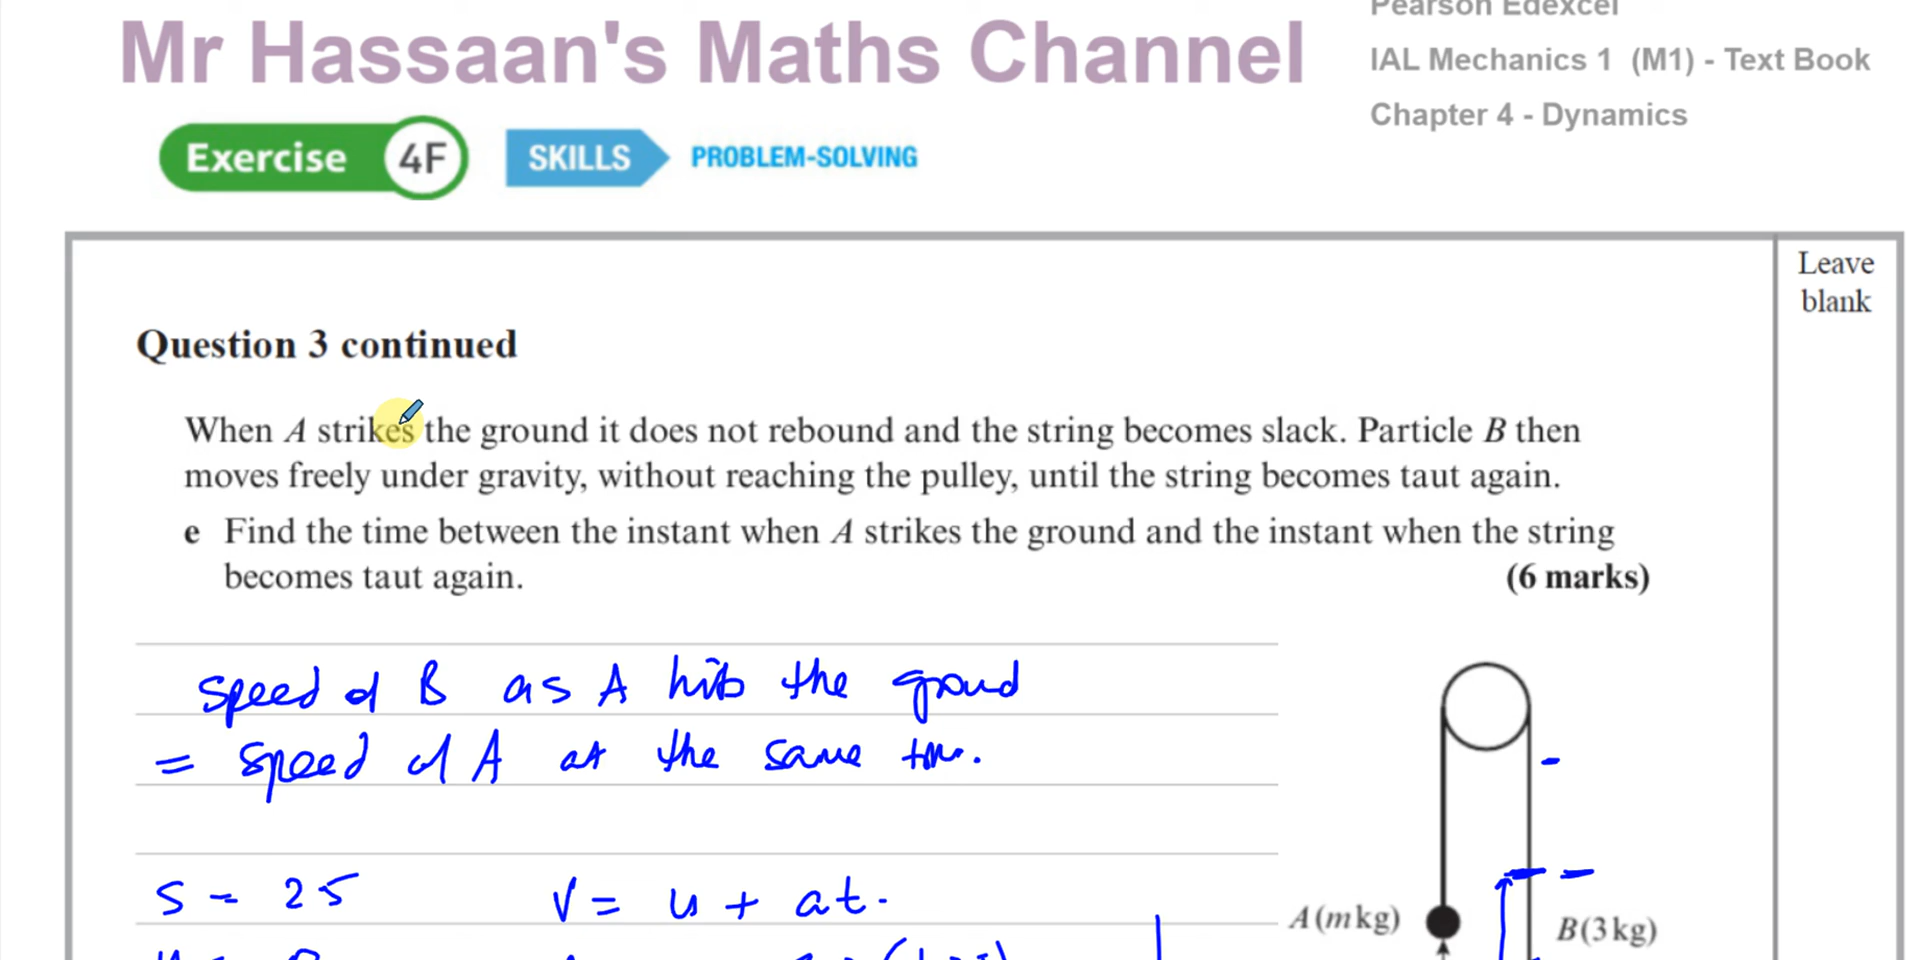 Pearson Edexcel
Mr Hassaan's Maths Channel
IAL Mechanics 1 (M1) - Text Book
Chapter 4 - Dynamics
Exercise 4F SKILLS PROBLEM-SOLVING
Leave
blank
Question 3 continued
When A strikes the ground it does not rebound and the string becomes slack. Particle B then
moves freely under gravity, without reaching the pulley, until the string becomes taut again.
e Find the time between the instant when A strikes the ground and the instant when the string
becomes taut again.
(6 marks)
speed of B as A hits the ground
= speed of A at the same time.
S = 25
V = u + at.
A (m kg)
B (3 kg)